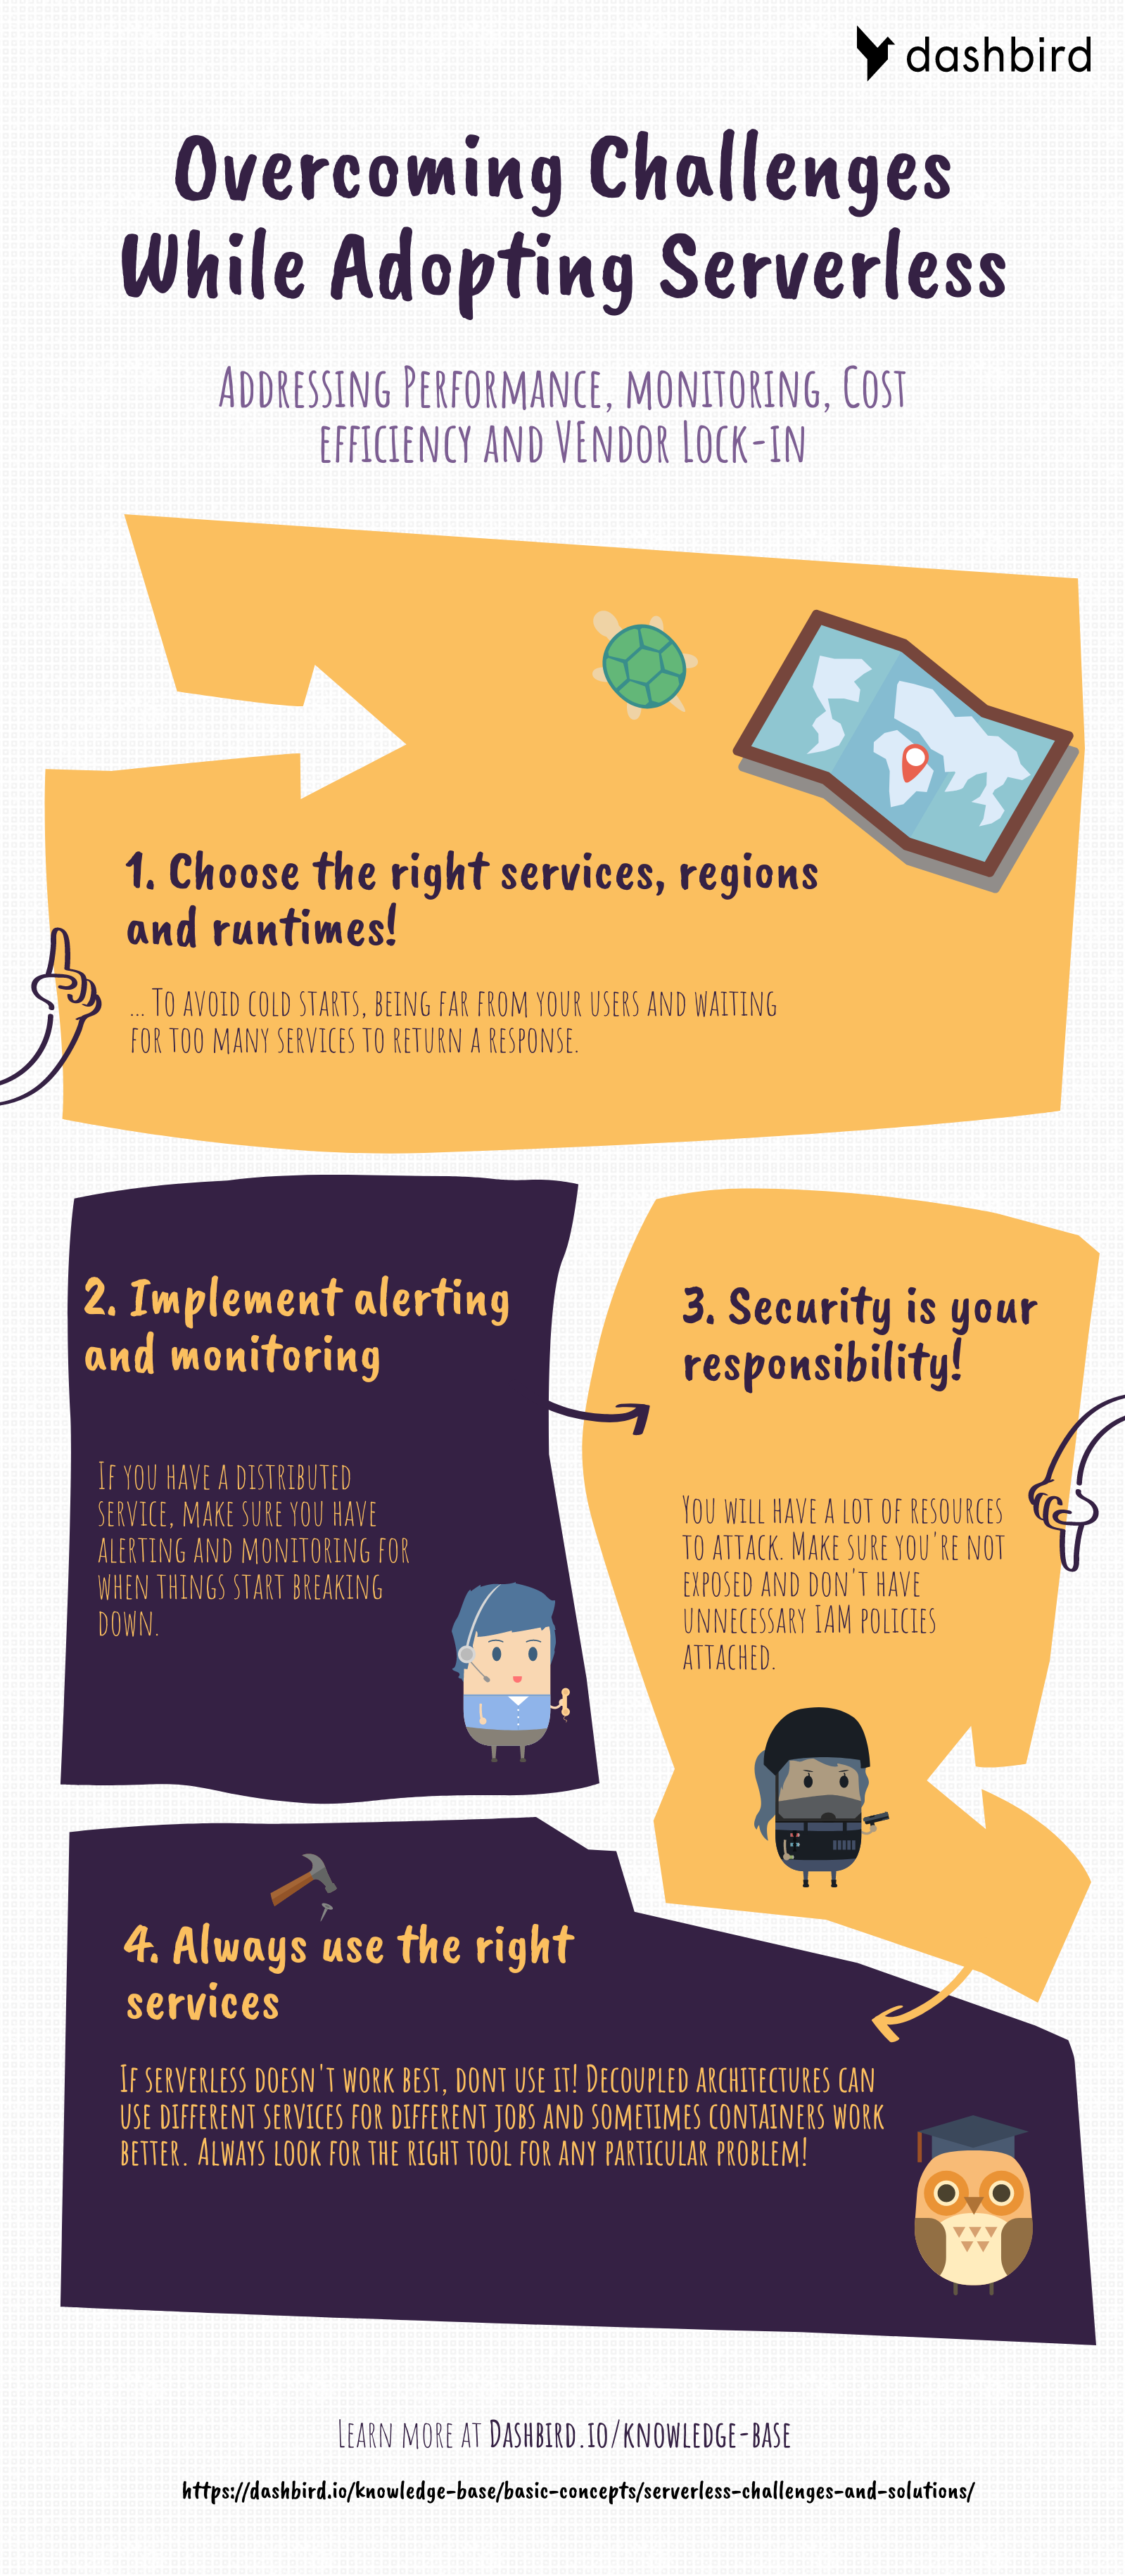 dashbird
Overcoming Challenges
While Adopting Serverless
Addressing Performance, monitoring, Cost
efficiency and VEndor Lock-in
1. Choose the right services, regions
and runtimes!
... To avoid cold starts, being far from your users and waiting
for too many services to return a response.
2. Implement alerting
and monitoring
If you have a distributed
service, make sure you have
alerting and monitoring for
when things start breaking
down.
3. Security is your
responsibility!
You will have a lot of resources
to attack. Make sure you're not
exposed and don't have
unnecessary IAM policies
attached.
4. Always use the right
services
If serverless doesn't work best, dont use it! Decoupled architectures can
use different services for different jobs and sometimes containers work
better. Always look for the right tool for any particular problem!
Learn more at Dashbird.io/knowledge-base
https://dashbird.io/knowledge-base/basic-concepts/serverless-challenges-and-solutions/